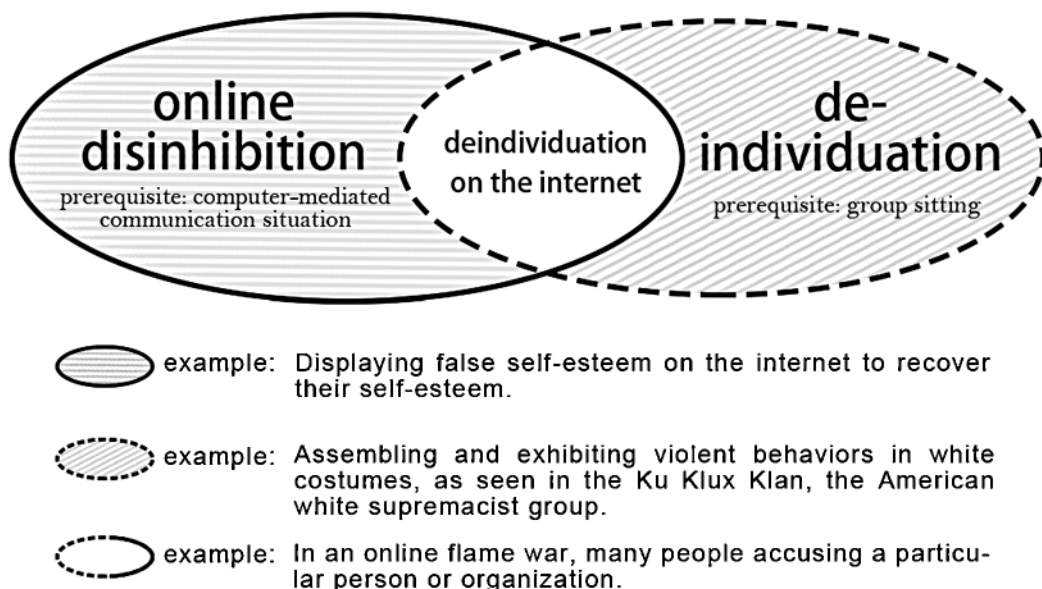 online
disinhibition
prerequisite: computer-mediated
communication situation
deindividuation
on the internet
de-
individuation
prerequisite: group sitting
example: Displaying false self-esteem on the internet to recover
their self-esteem.
example: Assembling and exhibiting violent behaviors in white
costumes, as seen in the Ku Klux Klan, the American
white supremacist group.
example: In an online flame war, many people accusing a particu-
lar person or organization.